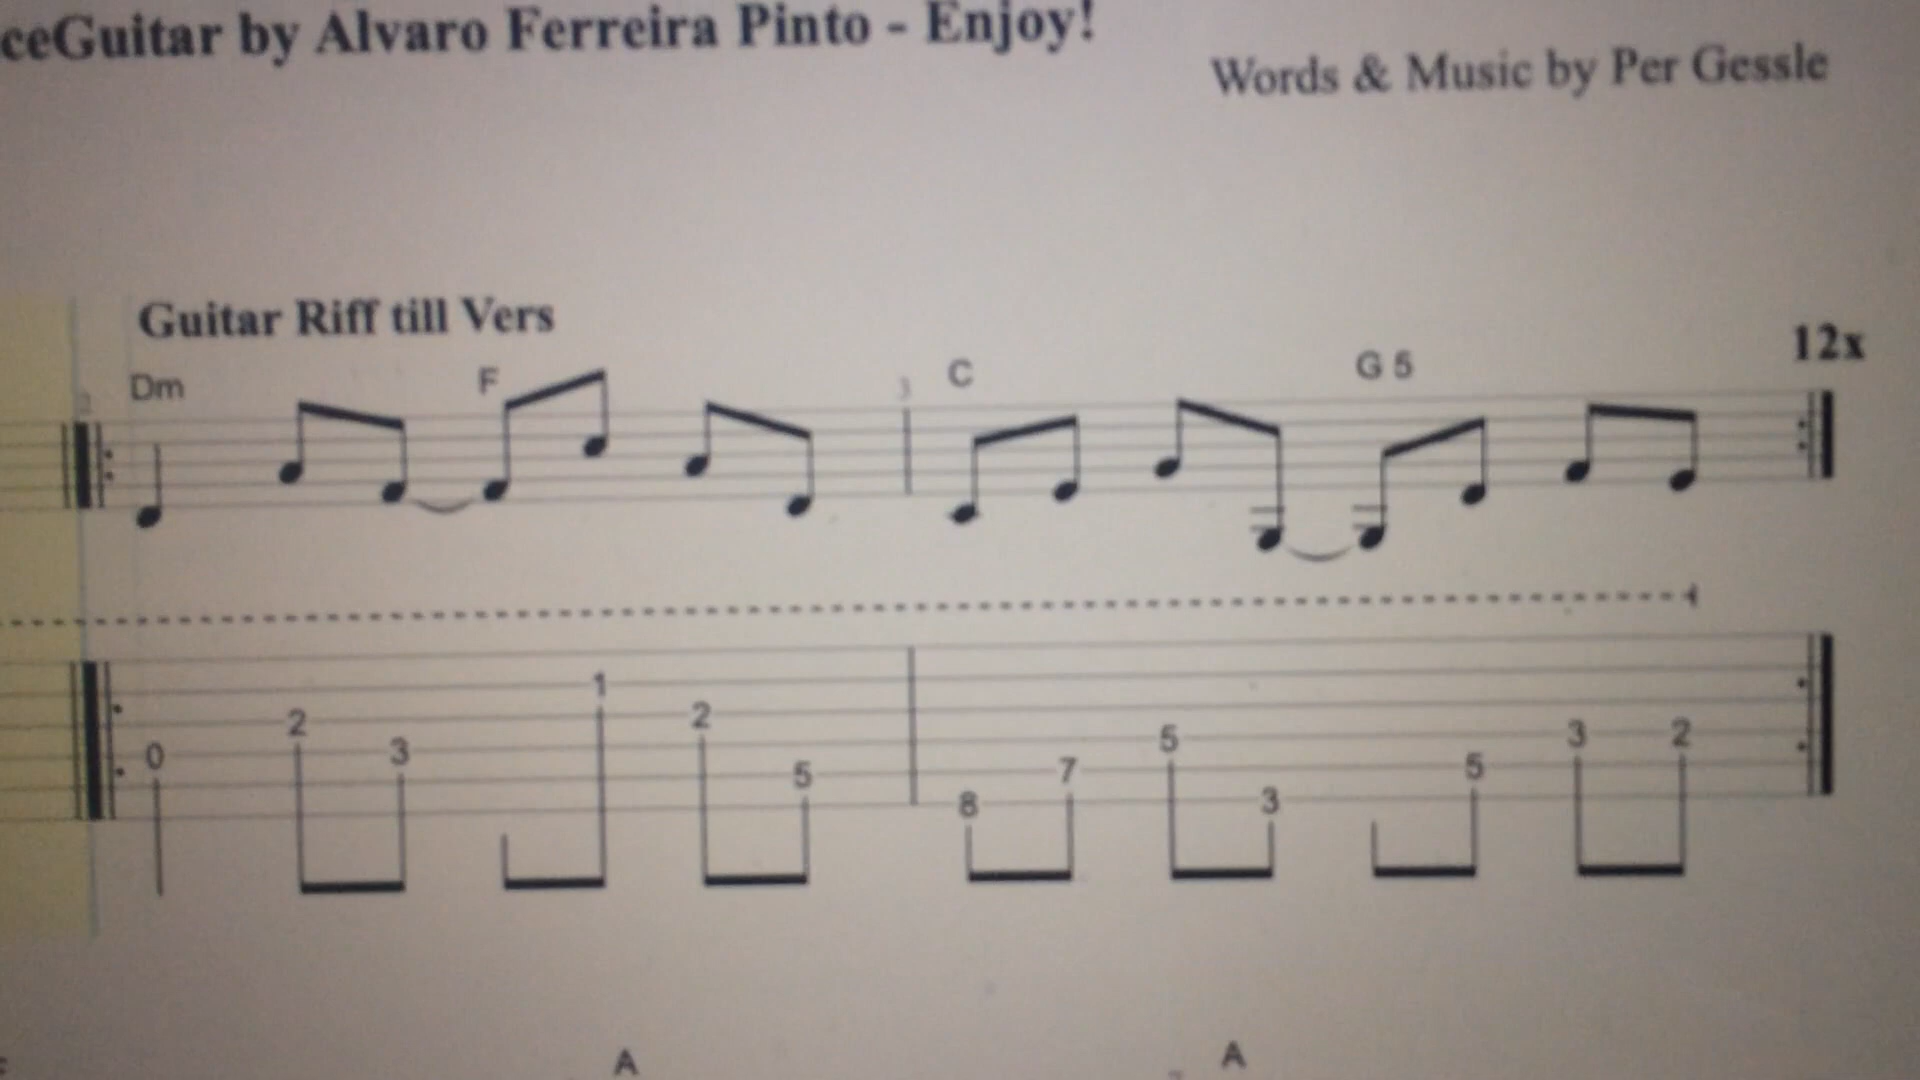 ceGuitar by Alvaro Ferreira Pinto - Enjoy!
Words & Music by Per Gessle
Guitar Riff till Vers
12x
Dm F C G 5
3
1
2 2 5 3 2
0 3 5 7 5
8 3
A A